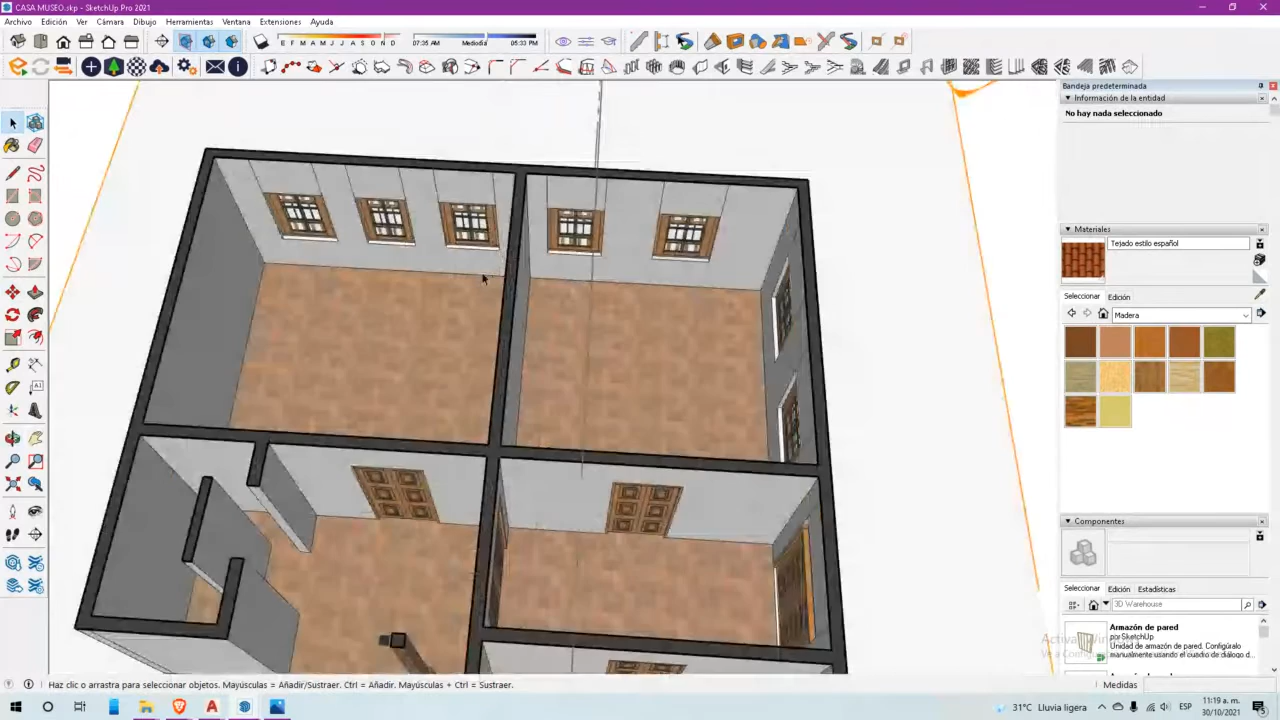 CASA MUSEO.skp - SketchUp Pro 2021
Archivo Edición Ver Cámara Dibujo Herramientas Ventana Extensiones Ayuda
E F M A M J J A S O N D
07:35 AM Mediodía 05:33 PM
Bandeja predeterminada
Información de la entidad
No hay nada seleccionado
Materiales
Tejado estilo español
Seleccionar Edición
Madera
Componentes
Seleccionar Edición Estadísticas
3D Warehouse
Armazón de pared
por SketchUp
Unidad de armazón de pared. Configúralo
manualmente usando el cuadro de diálogo d...
Haz clic o arrastra para seleccionar objetos. Mayúsculas = Añadir/Sustraer. Ctrl = Añadir. Mayúsculas + Ctrl = Sustraer.
Medidas
31°C Lluvia ligera
ESP
11:19 a. m.
30/10/2021